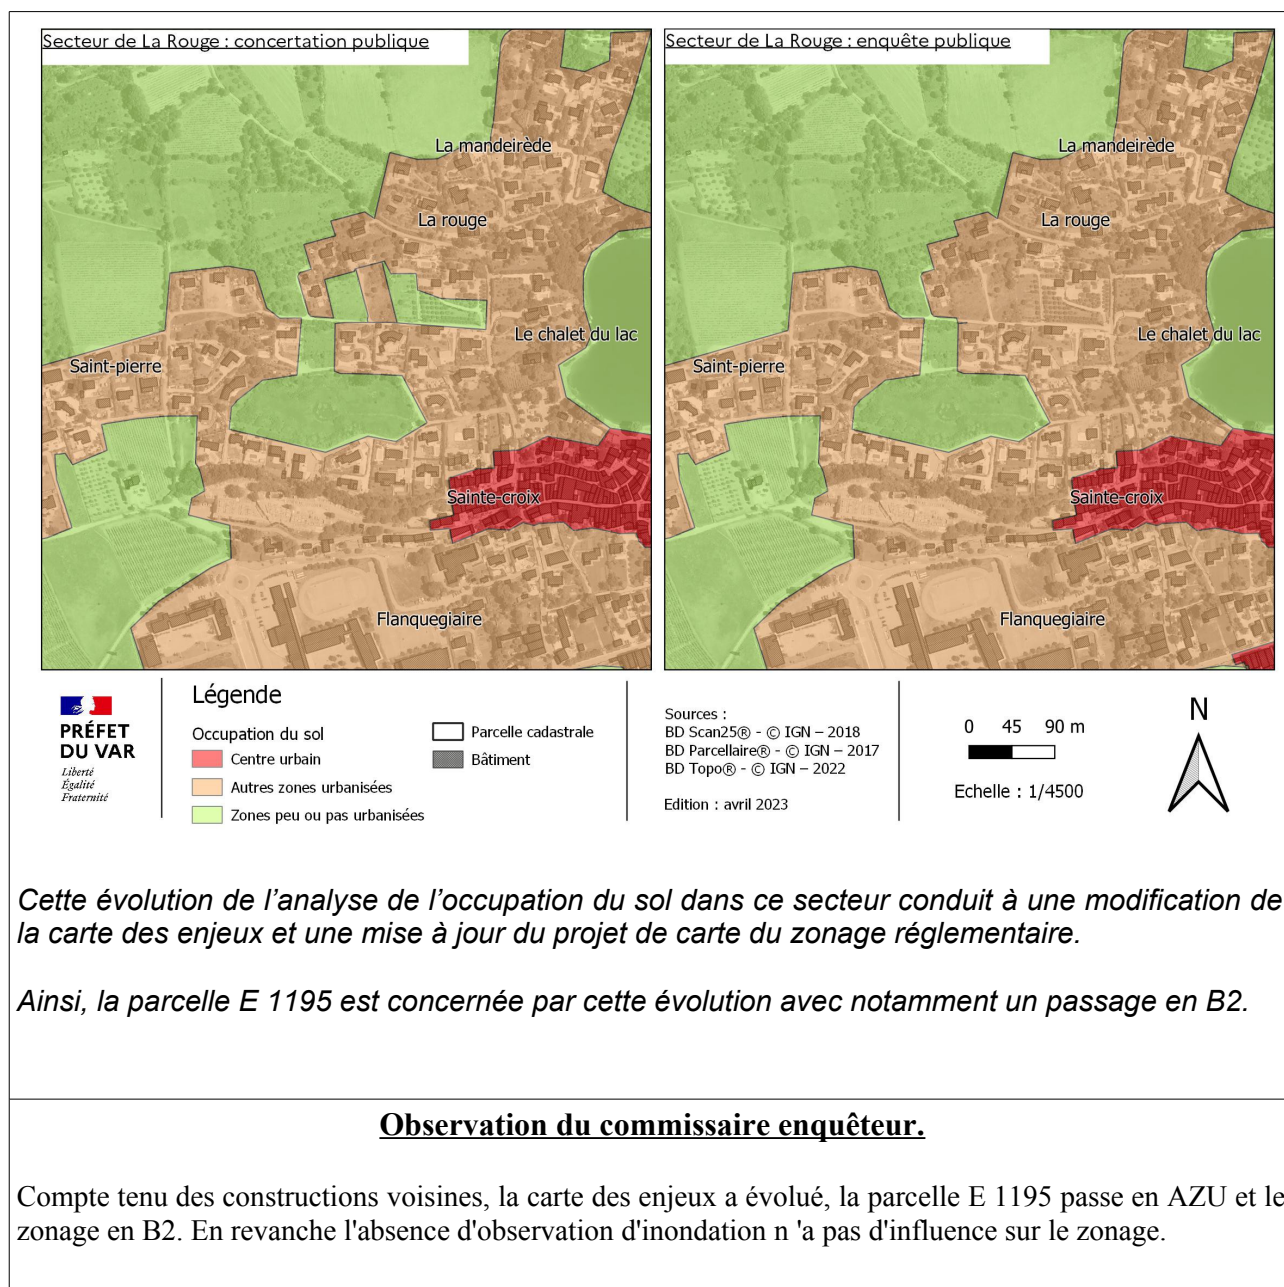 Secteur de La Rouge : concertation publique
La mandeirède
La rouge
Le chalet du lac
Saint-pierre
Sainte-croix
Flanquegiaire
Secteur de La Rouge : enquête publique
La mandeirède
La rouge
Le chalet du lac
Saint-pierre
Sainte-croix
Flanquegiaire
PRÉFET
DU VAR
Liberté
Égalité
Fraternité
Légende
Occupation du sol
Centre urbain
Autres zones urbanisées
Zones peu ou pas urbanisées
Parcelle cadastrale
Bâtiment
Sources :
BD Scan25® - © IGN – 2018
BD Parcellaire® - © IGN – 2017
BD Topo® - © IGN – 2022
Edition : avril 2023
0 45 90 m
Echelle : 1/4500
N
Cette évolution de l'analyse de l'occupation du sol dans ce secteur conduit à une modification de
la carte des enjeux et une mise à jour du projet de carte du zonage réglementaire.
Ainsi, la parcelle E 1195 est concernée par cette évolution avec notamment un passage en B2.
Observation du commissaire enquêteur.
Compte tenu des constructions voisines, la carte des enjeux a évolué, la parcelle E 1195 passe en AZU et le
zonage en B2. En revanche l'absence d'observation d'inondation n 'a pas d'influence sur le zonage.